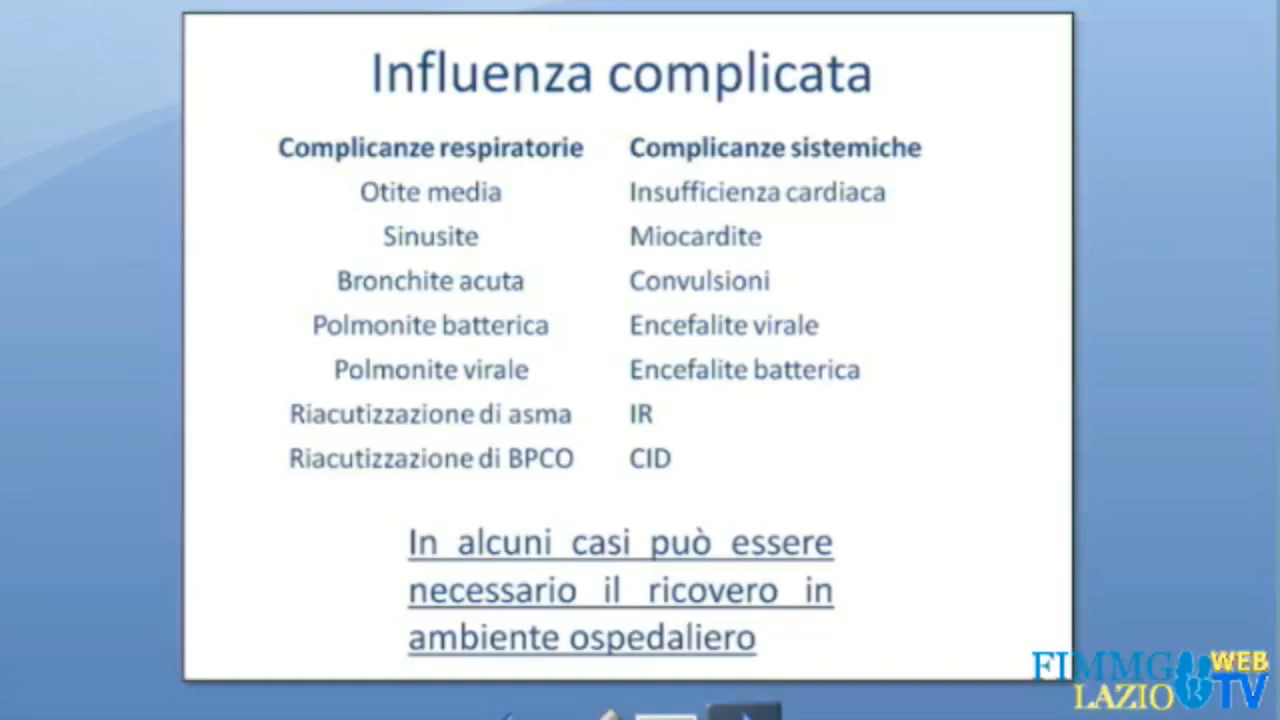 Influenza complicata
Complicanze respiratorie Complicanze sistemiche
Otite media Insufficienza cardiaca
Sinusite Miocardite
Bronchite acuta Convulsioni
Polmonite batterica Encefalite virale
Polmonite virale Encefalite batterica
Riacutizzazione di asma IR
Riacutizzazione di BPCO CID
In alcuni casi può essere
necessario il ricovero in
ambiente ospedaliero
FIMMG WEB
LAZIO TV